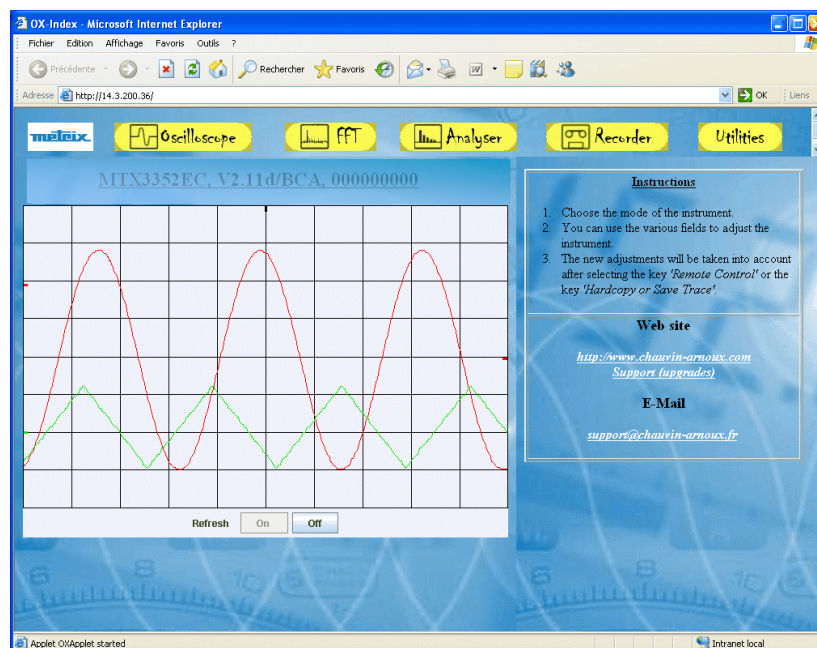 OX-Index - Microsoft Internet Explorer
Fichier Edition Affichage Favoris Outils ?
Précédente Rechercher Favoris
Adresse http://14.3.200.36/ OK Liens
metrix Oscilloscope FFT Analyser Recorder Utilities
MTX3352EC, V2.11d/BCA, 000000000
Refresh On Off
Instructions
1. Choose the mode of the instrument.
2. You can use the various fields to adjust the
instrument.
3. The new adjustments will be taken into account
after selecting the key 'Remote Control' or the
key 'Hardcopy or Save Trace'.
Web site
http://www.chauvin-arnoux.com
Support (upgrades)
E-Mail
support@chauvin-arnoux.fr
Applet OXApplet started Intranet local